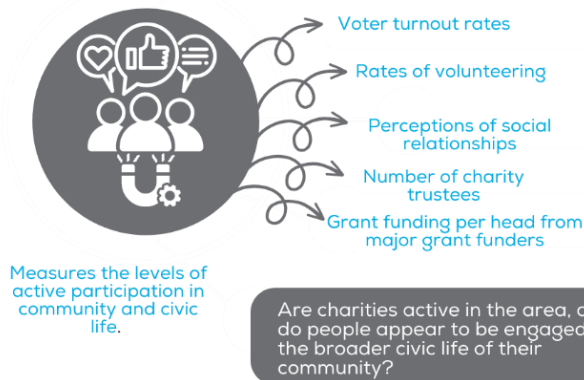 Voter turnout rates
Rates of volunteering
Perceptions of social
relationships
Number of charity
trustees
Grant funding per head from
major grant funders
Measures the levels of
active participation in
community and civic
life.
Are charities active in the area,
do people appear to be engaged
the broader civic life of their
community?